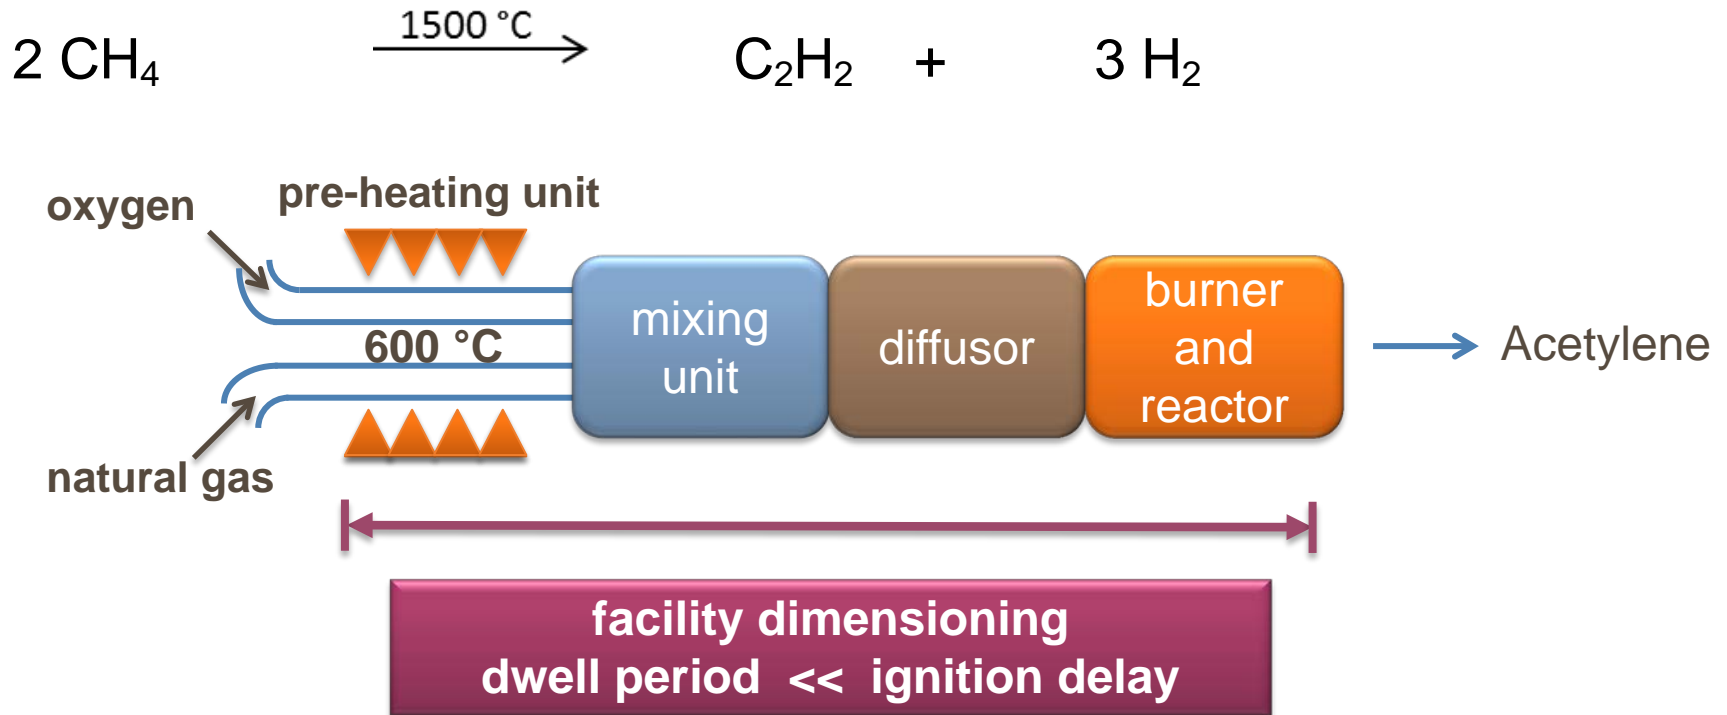 2 CH₄ 1500 °C C₂H₂ + 3 H₂
oxygen
pre-heating unit
600 °C
natural gas
mixing
unit
diffusor
burner
and
reactor
Acetylene
facility dimensioning
dwell period << ignition delay